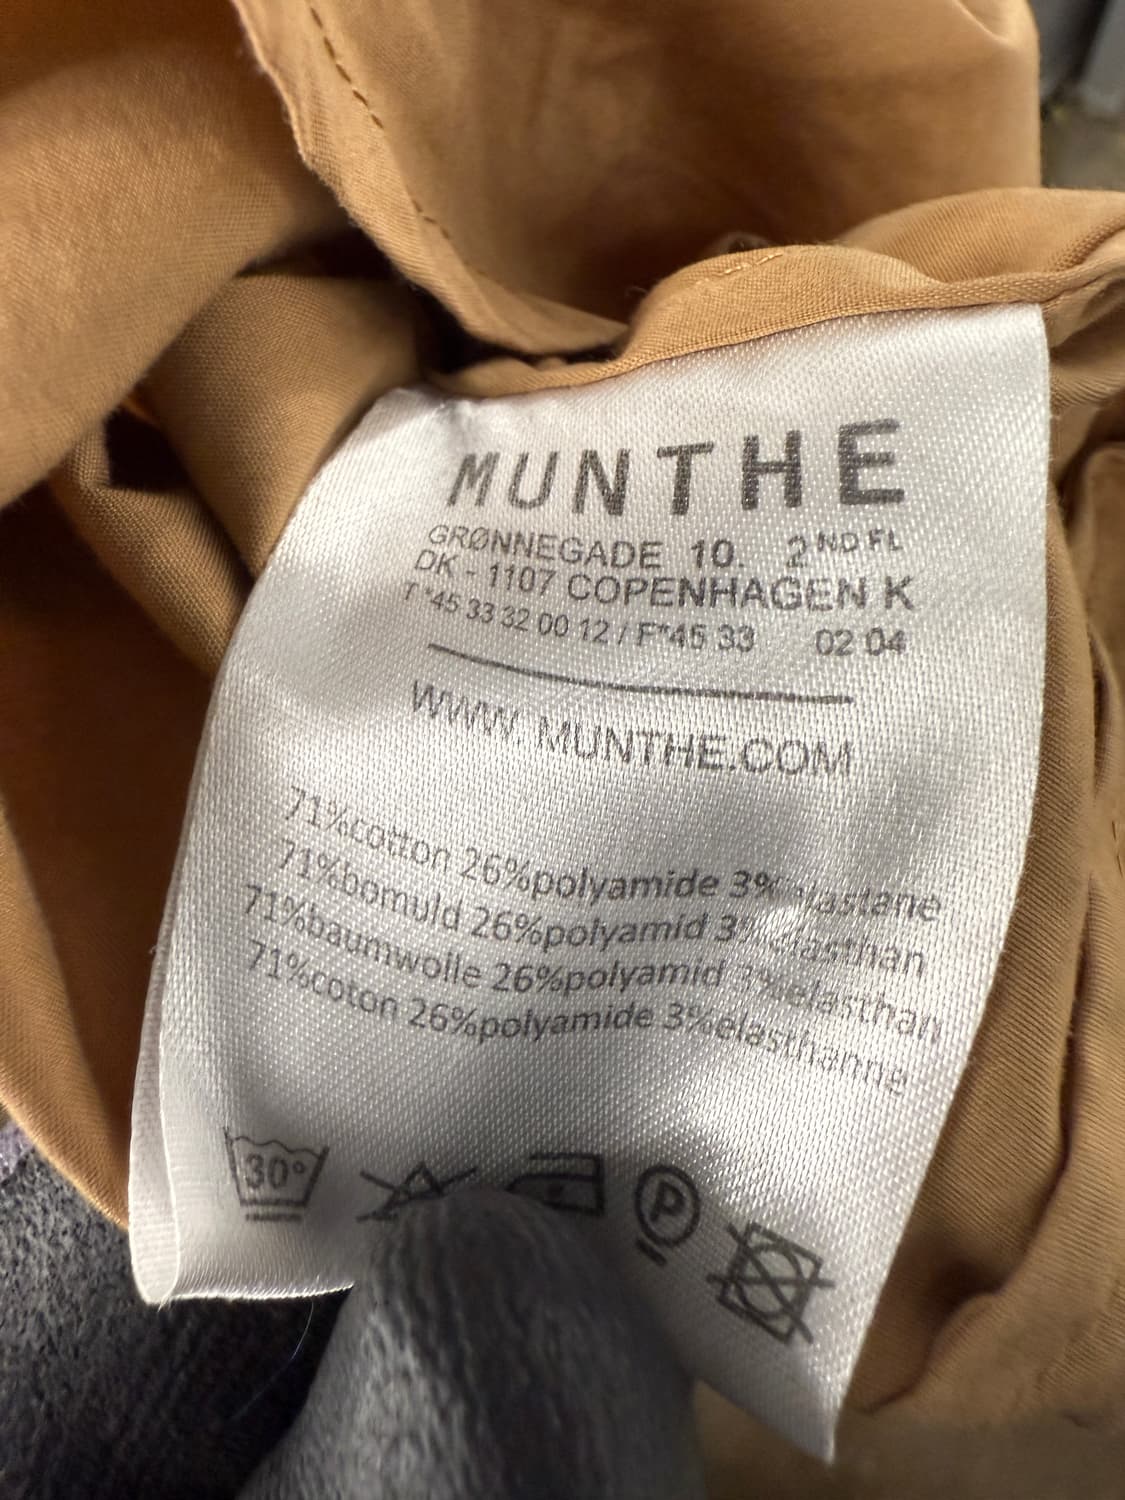 MUNTHE
GRØNNEGADE 10. 2ND FL
DK - 1107 COPENHAGEN K
T *45 33 32 00 12 / F*45 33 02 04
WWW. MUNTHE.COM
71%cotton 26%polyamide 3%elastane
71%bomuld 26%polyamid 3%elasthan
71%baumwolle 26%polyamid 3%elasthan
71%coton 26%polyamide 3%elasthanne
30° P